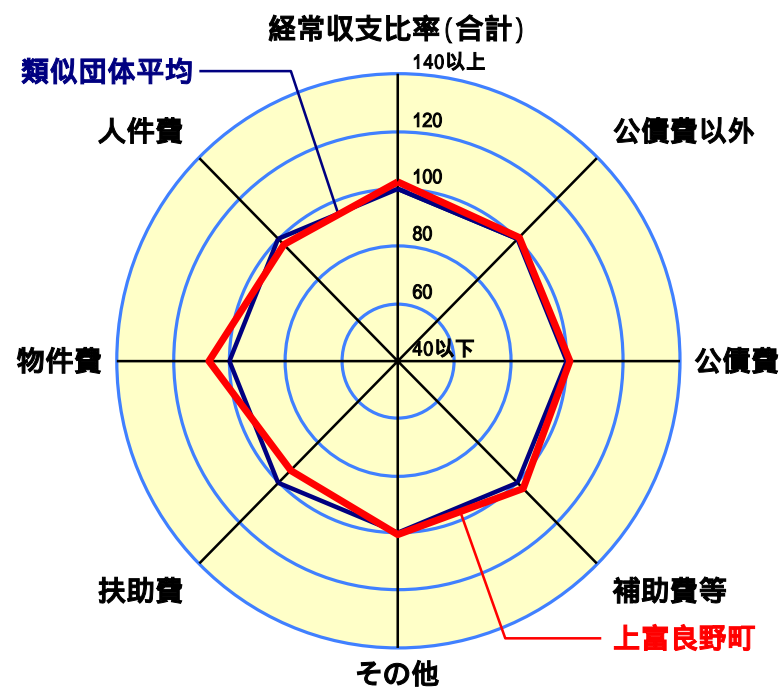 経常収支比率(合計)
類似団体平均
140以上
人件費
120
公債費以外
100
80
60
40以下
物件費
公債費
扶助費
補助費等
上富良野町
その他